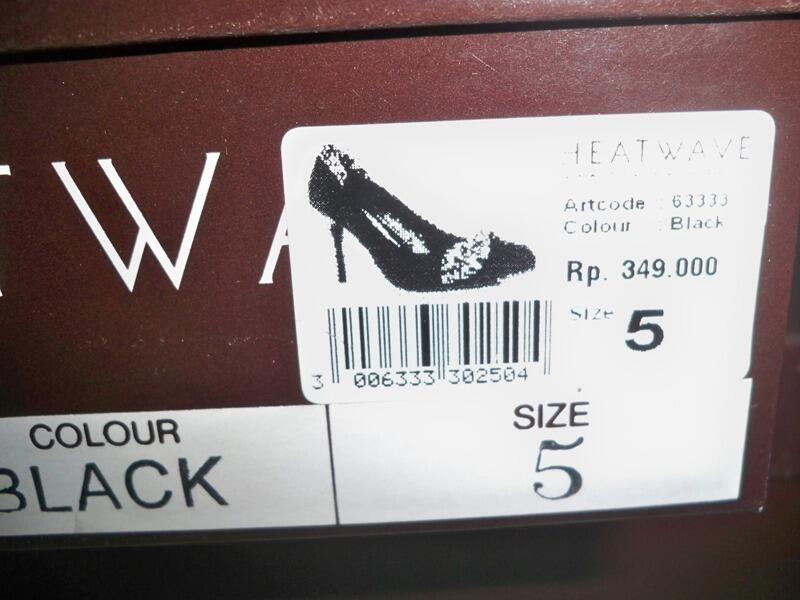 TWA
HEATWAVE
Artcode : 63333
Colour : Black
Rp. 349.000
Size 5
3 006333 302504
COLOUR
BLACK
SIZE
5